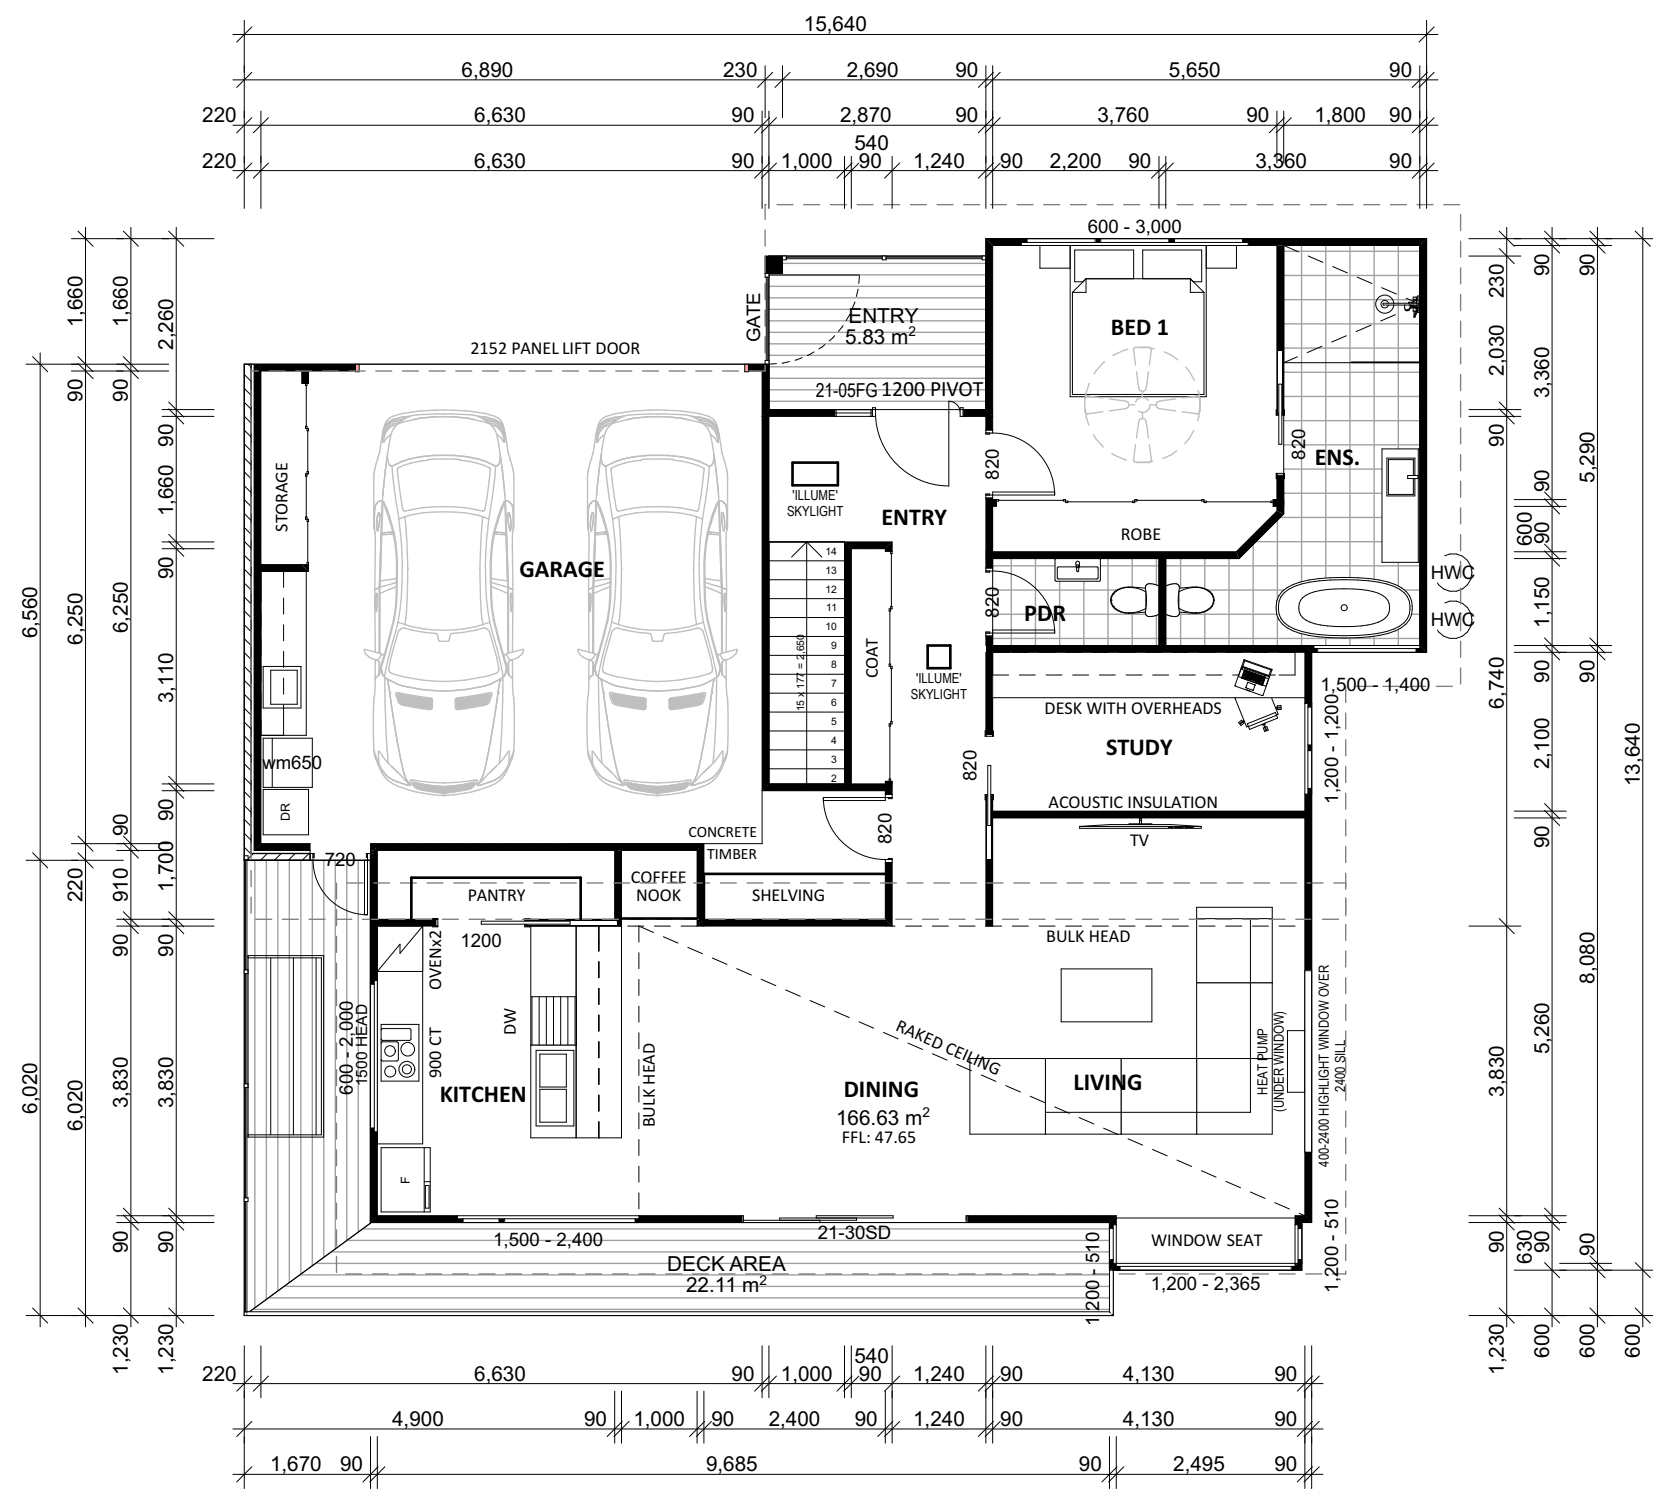 15,640
6,890 230 2,690 90 5,650 90
220 6,630 90 2,870 90 3,760 90 1,800 90
540
220 6,630 90 1,000 90 1,240 90 2,200 90 3,360 90
600 - 3,000
GATE
ENTRY
5.83 m²
BED 1
2152 PANEL LIFT DOOR
21-05FG 1200 PIVOT
820
820
ENS.
STORAGE
'ILLUME'
SKYLIGHT
ENTRY
ROBE
GARAGE
14
13
12
11
10
9
8
7
6
5
4
3
2
15 x 177 = 2,650
COAT
820
PDR
HWC
HWC
'ILLUME'
SKYLIGHT
1,500 - 1,400
DESK WITH OVERHEADS
STUDY
1,200 - 1,200
820
wm650
DR
ACOUSTIC INSULATION
TV
CONCRETE
TIMBER
820
720
PANTRY
COFFEE
NOOK
SHELVING
1200
OVENx2
BULK HEAD
600 - 2,000
1500 HEAD
900 CT
DW
KITCHEN
BULK HEAD
RAKED CEILING
DINING
166.63 m²
FFL: 47.65
LIVING
HEAT PUMP
(UNDER WINDOW)
400-2400 HIGHLIGHT WINDOW OVER
2400 SILL
F
1,500 - 2,400
21-30SD
DECK AREA
22.11 m²
1,200 - 510
WINDOW SEAT
1,200 - 2,365
1,200 - 510
6,560
6,020
1,660
90
6,250
220
6,020
1,660
90
6,250
90
910
90
3,830
90
1,230
2,260
90
1,660
90
3,110
90
1,700
90
3,830
90
1,230
230
2,030
90
6,740
3,830
90
1,230
90
3,360
90
600
90
1,150
90
2,100
90
5,260
90
630
600
90
5,290
90
8,080
90
600
13,640
600
540
220 6,630 90 1,000 90 1,240 90 4,130 90
4,900 90 1,000 90 2,400 90 1,240 90 4,130 90
1,670 90 9,685 90 2,495 90